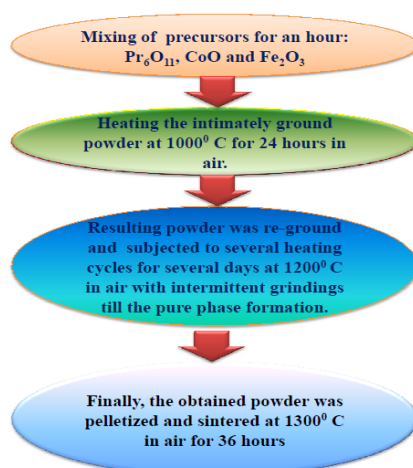 Mixing of precursors for an hour:
Pr₆O₁₁, CoO and Fe₂O₃
Heating the intimately ground
powder at 1000⁰ C for 24 hours in
air.
Resulting powder was re-ground
and subjected to several heating
cycles for several days at 1200⁰ C
in air with intermittent grindings
till the pure phase formation.
Finally, the obtained powder was
pelletized and sintered at 1300⁰ C
in air for 36 hours